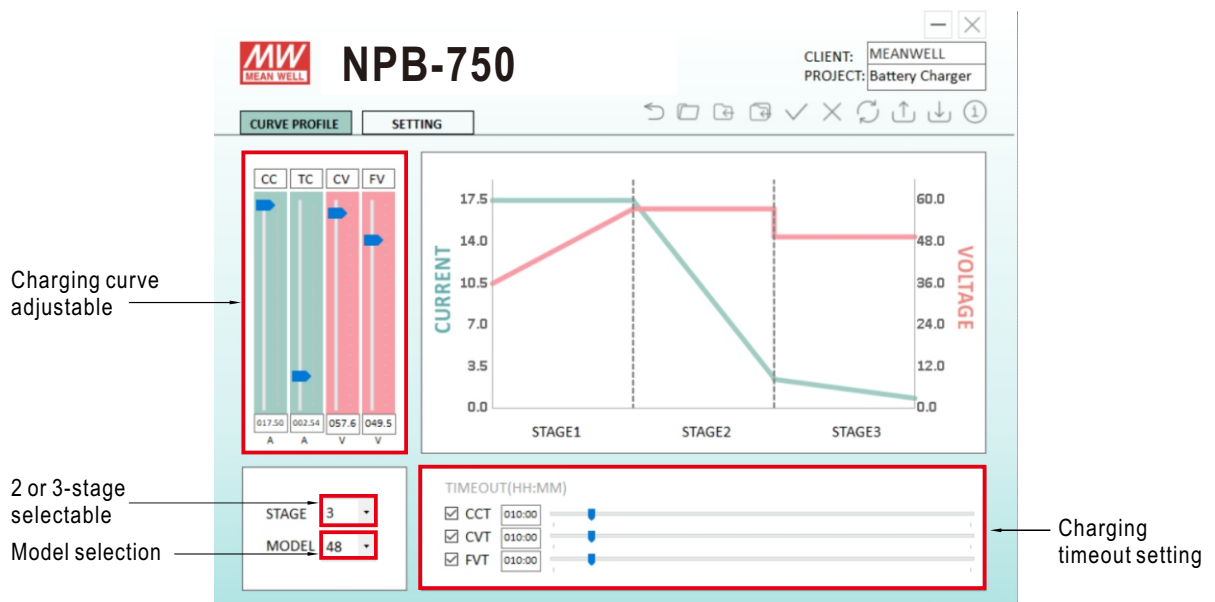 MW
MEAN WELL
NPB-750
CLIENT: MEANWELL
PROJECT: Battery Charger
CURVE PROFILE
SETTING
CC TC CV FV
017.50 002.54 057.6 049.5
A A V V
17.5
14.0
10.5
7.0
3.5
0.0
CURRENT
60.0
48.0
36.0
24.0
12.0
0.0
VOLTAGE
STAGE1 STAGE2 STAGE3
Charging curve
adjustable
2 or 3-stage
selectable
Model selection
STAGE 3
MODEL 48
TIMEOUT(HH:MM)
CCT 010:00
CVT 010:00
FVT 010:00
Charging
timeout setting